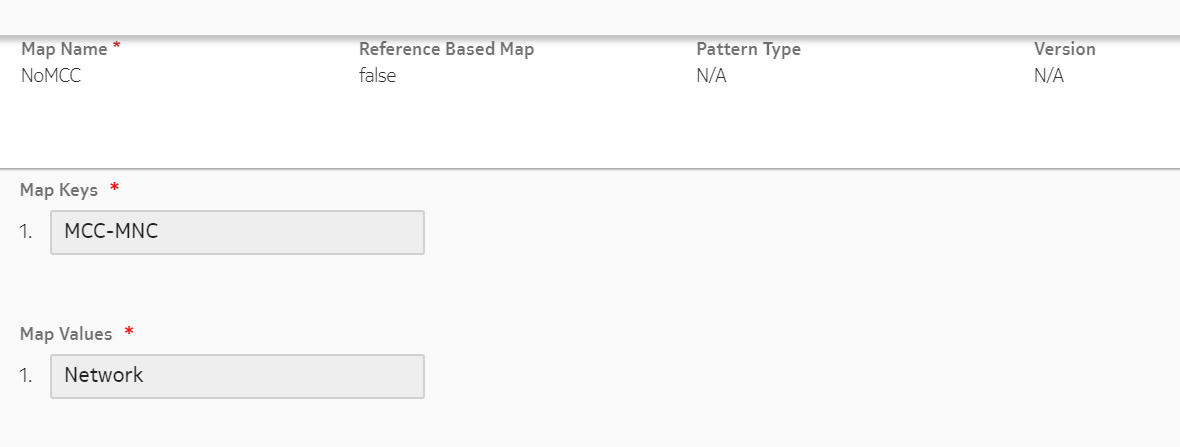 Map Name * Reference Based Map Pattern Type Version
NoMCC false N/A N/A
Map Keys *
1. MCC-MNC
Map Values *
1. Network